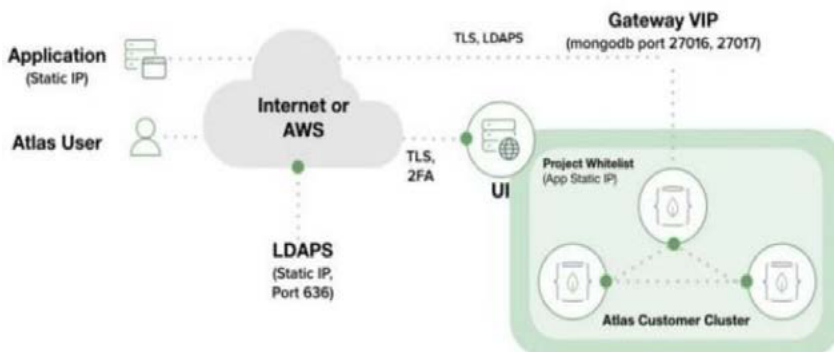 Gateway VIP
(mongodb port 27016, 27017)
TLS, LDAPS
Application
(Static IP)
Internet or
AWS
Atlas User
TLS,
2FA
UI
Project Whitelist
(App Static IP)
LDAPS
(Static IP,
Port 636)
Atlas Customer Cluster